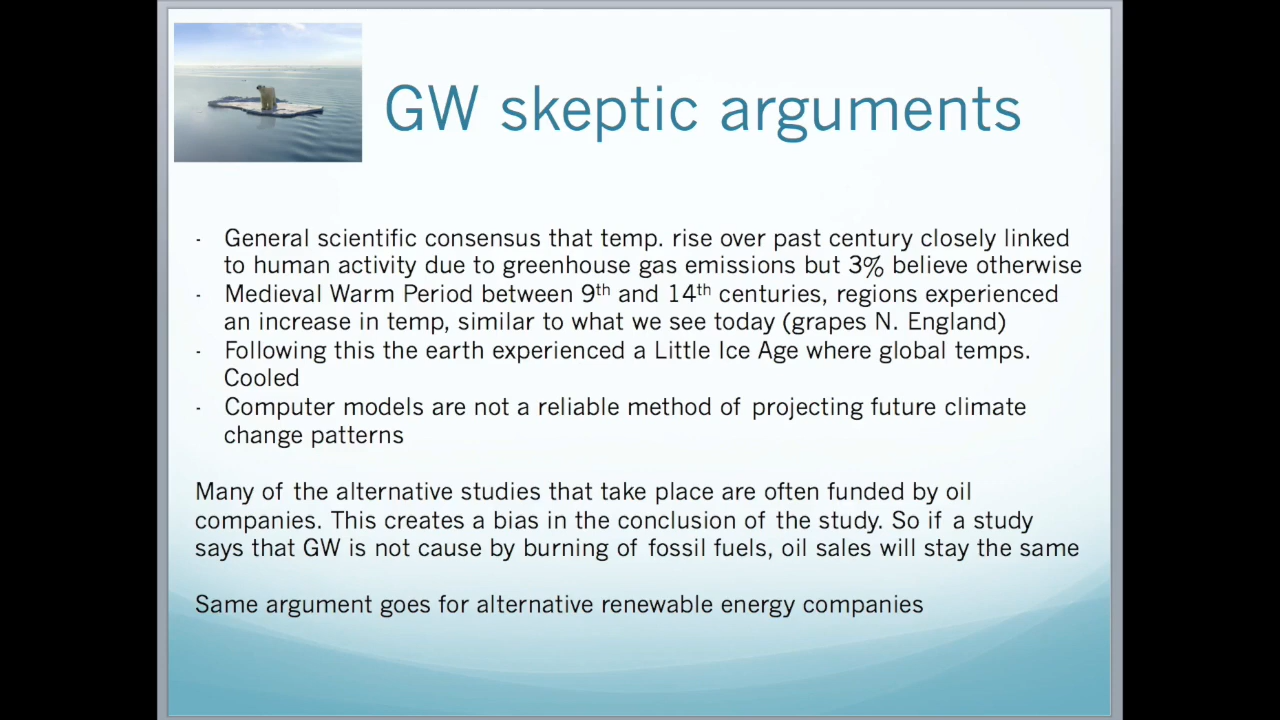 GW skeptic arguments
- General scientific consensus that temp. rise over past century closely linked
to human activity due to greenhouse gas emissions but 3% believe otherwise
- Medieval Warm Period between 9th and 14th centuries, regions experienced
an increase in temp, similar to what we see today (grapes N. England)
- Following this the earth experienced a Little Ice Age where global temps.
Cooled
- Computer models are not a reliable method of projecting future climate
change patterns
Many of the alternative studies that take place are often funded by oil
companies. This creates a bias in the conclusion of the study. So if a study
says that GW is not cause by burning of fossil fuels, oil sales will stay the same
Same argument goes for alternative renewable energy companies